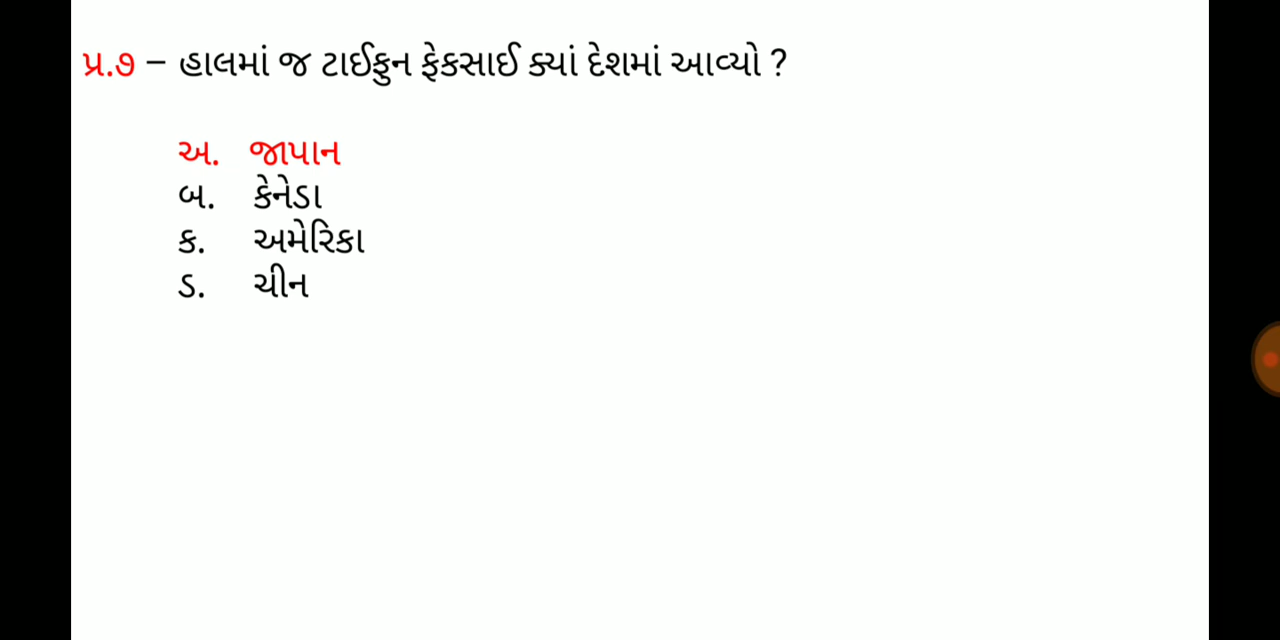 પ્ર.૭ – હાલમાં જ ટાઈફુન ફેકસાઈ ક્યાં દેશમાં આવ્યો ?
અ. જાપાન
બ. કેનેડા
ક. અમેરિકા
ડ. ચીન